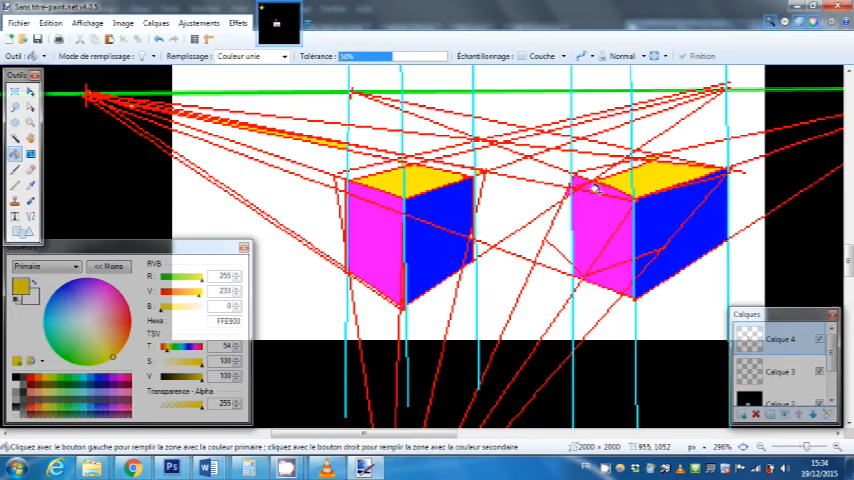 Sans titre-paint.net v4.3.5
Fichier Edition Affichage Image Calques Ajustements Effets
Outil: Mode de remplissage: Remplissage: Couleur unie Tolérance: 50% Échantillonnage: Couche Normal Finition
Outils
Primaire << Moins
RVB
R: 255
V: 233
B: 0
Hexa: FFE900
TSV
T: 54
S: 100
V: 100
Transparence - Alpha
255
Calques
Calque 4
Calque 3
Calque 2
Cliquez avec le bouton gauche pour remplir la zone avec la couleur primaire ; cliquez avec le bouton droit pour remplir la zone avec la couleur secondaire
2000 × 2000 955, 1052 px 296%
FR 15:34
19/12/2015